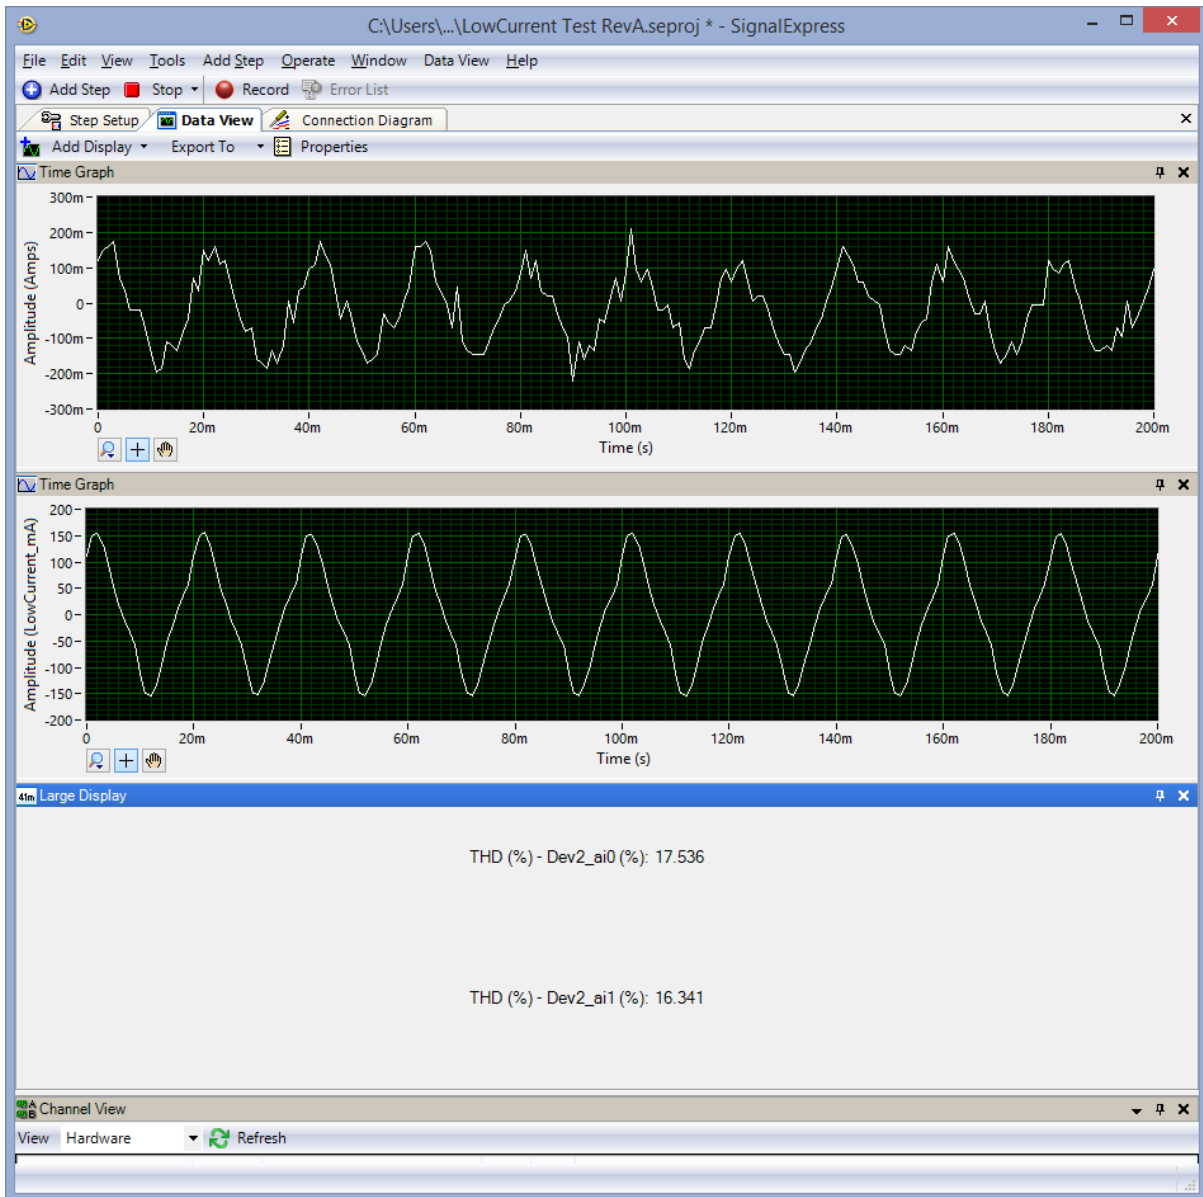 C:\Users\...\LowCurrent Test RevA.seproj * - SignalExpress
File Edit View Tools Add Step Operate Window Data View Help
Add Step Stop Record Error List
Step Setup Data View Connection Diagram
Add Display Export To Properties
Time Graph
300m
200m
100m
0
-100m
-200m
-300m
Amplitude (Amps)
0 20m 40m 60m 80m 100m 120m 140m 160m 180m 200m
Time (s)
Time Graph
200
150
100
50
0
-50
-100
-150
-200
Amplitude (LowCurrent_mA)
0 20m 40m 60m 80m 100m 120m 140m 160m 180m 200m
Time (s)
41m Large Display
THD (%) - Dev2_ai0 (%): 17.536
THD (%) - Dev2_ai1 (%): 16.341
A B Channel View
View Hardware Refresh